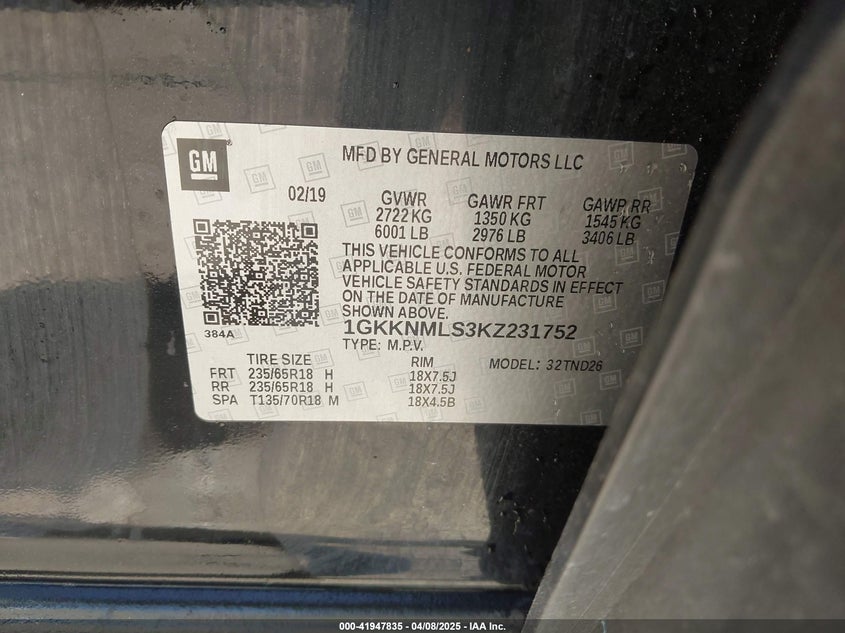 GM
MFD BY GENERAL MOTORS LLC
02/19
GVWR GAWR FRT GAWR RR
2722 KG 1350 KG 1545 KG
6001 LB 2976 LB 3406 LB
THIS VEHICLE CONFORMS TO ALL
APPLICABLE U.S. FEDERAL MOTOR
VEHICLE SAFETY STANDARDS IN EFFECT
ON THE DATE OF MANUFACTURE
SHOWN ABOVE.
384A
1GKKNMLS3KZ231752
TYPE: M.P.V.
TIRE SIZE RIM MODEL: 32TND26
FRT 235/65R18 H 18X7.5J
RR 235/65R18 H 18X7.5J
SPA T135/70R18 M 18X4.5B
000-41947835 - 04/08/2025 - IAA Inc.